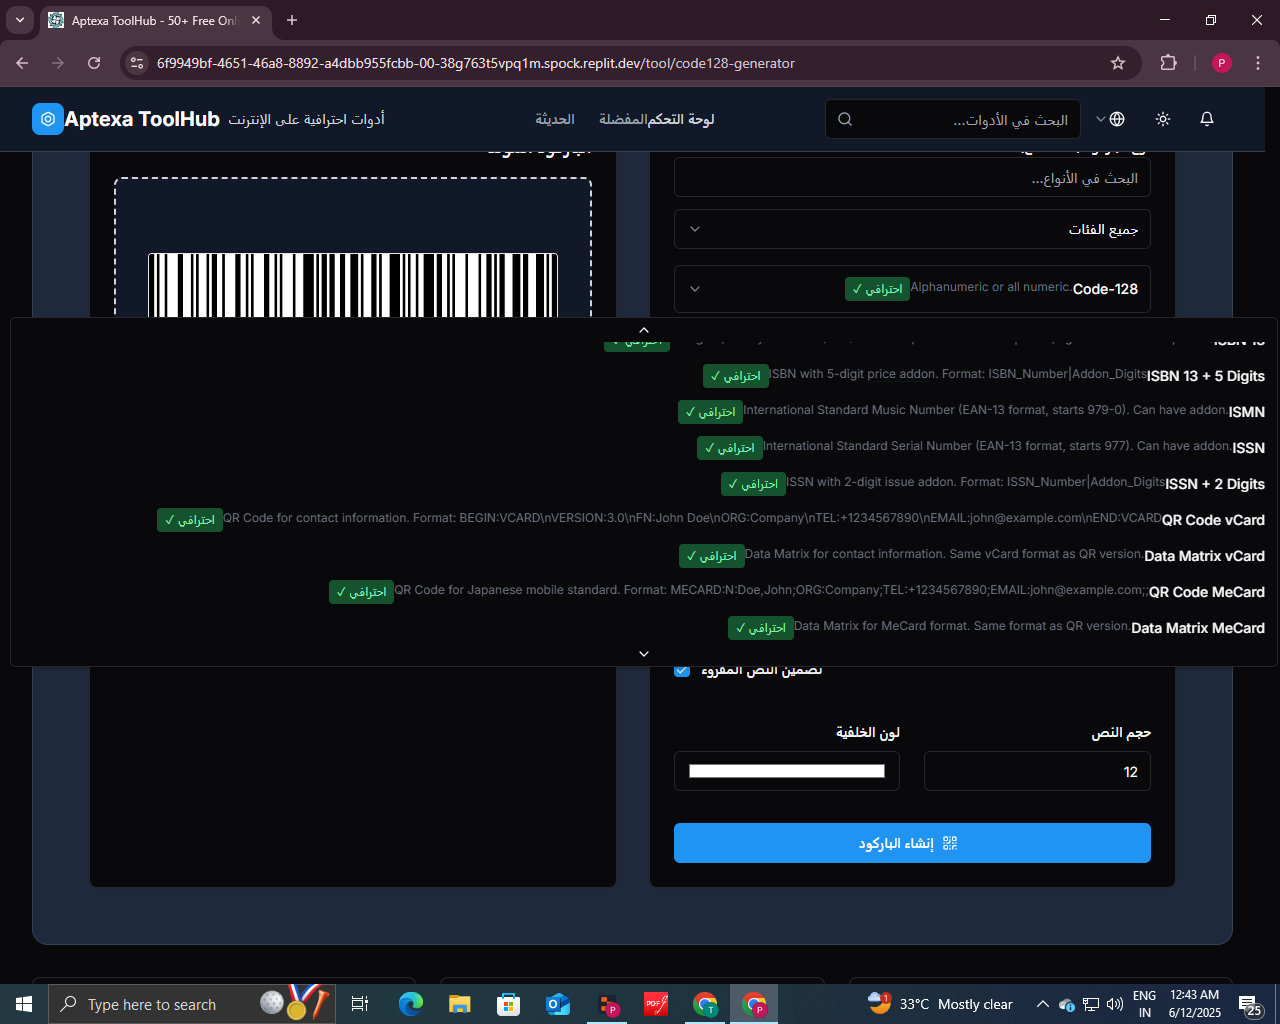 Aptexa ToolHub - 50+ Free Onl
6f9949bf-4651-46a8-8892-a4dbb955fcbb-00-38g763t5vpq1m.spock.replit.dev/tool/code128-generator
P
Aptexa ToolHub
أدوات احترافية على الإنترنت
لوحة التحكم
المفضلة
الحديثة
البحث في الأدوات...
البحث في الأنواع...
جميع الفئات
Code-128 Alphanumeric or all numeric. احترافي ✓
ISBN 13 + 5 Digits ISBN with 5-digit price addon. Format: ISBN_Number|Addon_Digits احترافي ✓
ISMN International Standard Music Number (EAN-13 format, starts 979-0). Can have addon. احترافي ✓
ISSN International Standard Serial Number (EAN-13 format, starts 977). Can have addon. احترافي ✓
ISSN + 2 Digits ISSN with 2-digit issue addon. Format: ISSN_Number|Addon_Digits احترافي ✓
QR Code vCard QR Code for contact information. Format: BEGIN:VCARD\nVERSION:3.0\nFN:John Doe\nORG:Company\nTEL:+1234567890\nEMAIL:john@example.com\nEND:VCARD احترافي ✓
Data Matrix vCard Data Matrix for contact information. Same vCard format as QR version. احترافي ✓
QR Code MeCard QR Code for Japanese mobile standard. Format: MECARD:N:Doe,John;ORG:Company;TEL:+1234567890;EMAIL:john@example.com;; احترافي ✓
Data Matrix MeCard Data Matrix for MeCard format. Same format as QR version. احترافي ✓
تضمين النص المقروء
حجم النص
لون الخلفية
12
إنشاء الباركود
Type here to search
PDF
P
T
P
1
33°C Mostly clear
ENG
IN
12:43 AM
6/12/2025
25